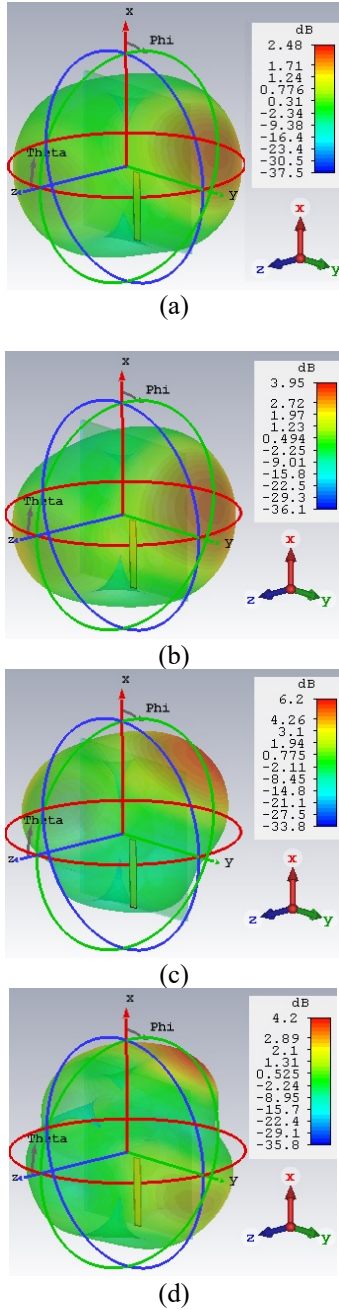 x
Phi
Theta
z
y
dB
2.48
1.71
1.24
0.776
0.31
-2.34
-9.38
-16.4
-23.4
-30.5
-37.5
x
z
y
(a)
x
Phi
Theta
z
y
dB
3.95
2.72
1.97
1.23
0.494
-2.25
-9.01
-15.8
-22.5
-29.3
-36.1
x
z
y
(b)
x
Phi
Theta
z
y
dB
6.2
4.26
3.1
1.94
0.775
-2.11
-8.45
-14.8
-21.1
-27.5
-33.8
x
z
y
(c)
x
Phi
Theta
z
y
dB
4.2
2.89
2.1
1.31
0.525
-2.24
-8.95
-15.7
-22.4
-29.1
-35.8
x
z
y
(d)